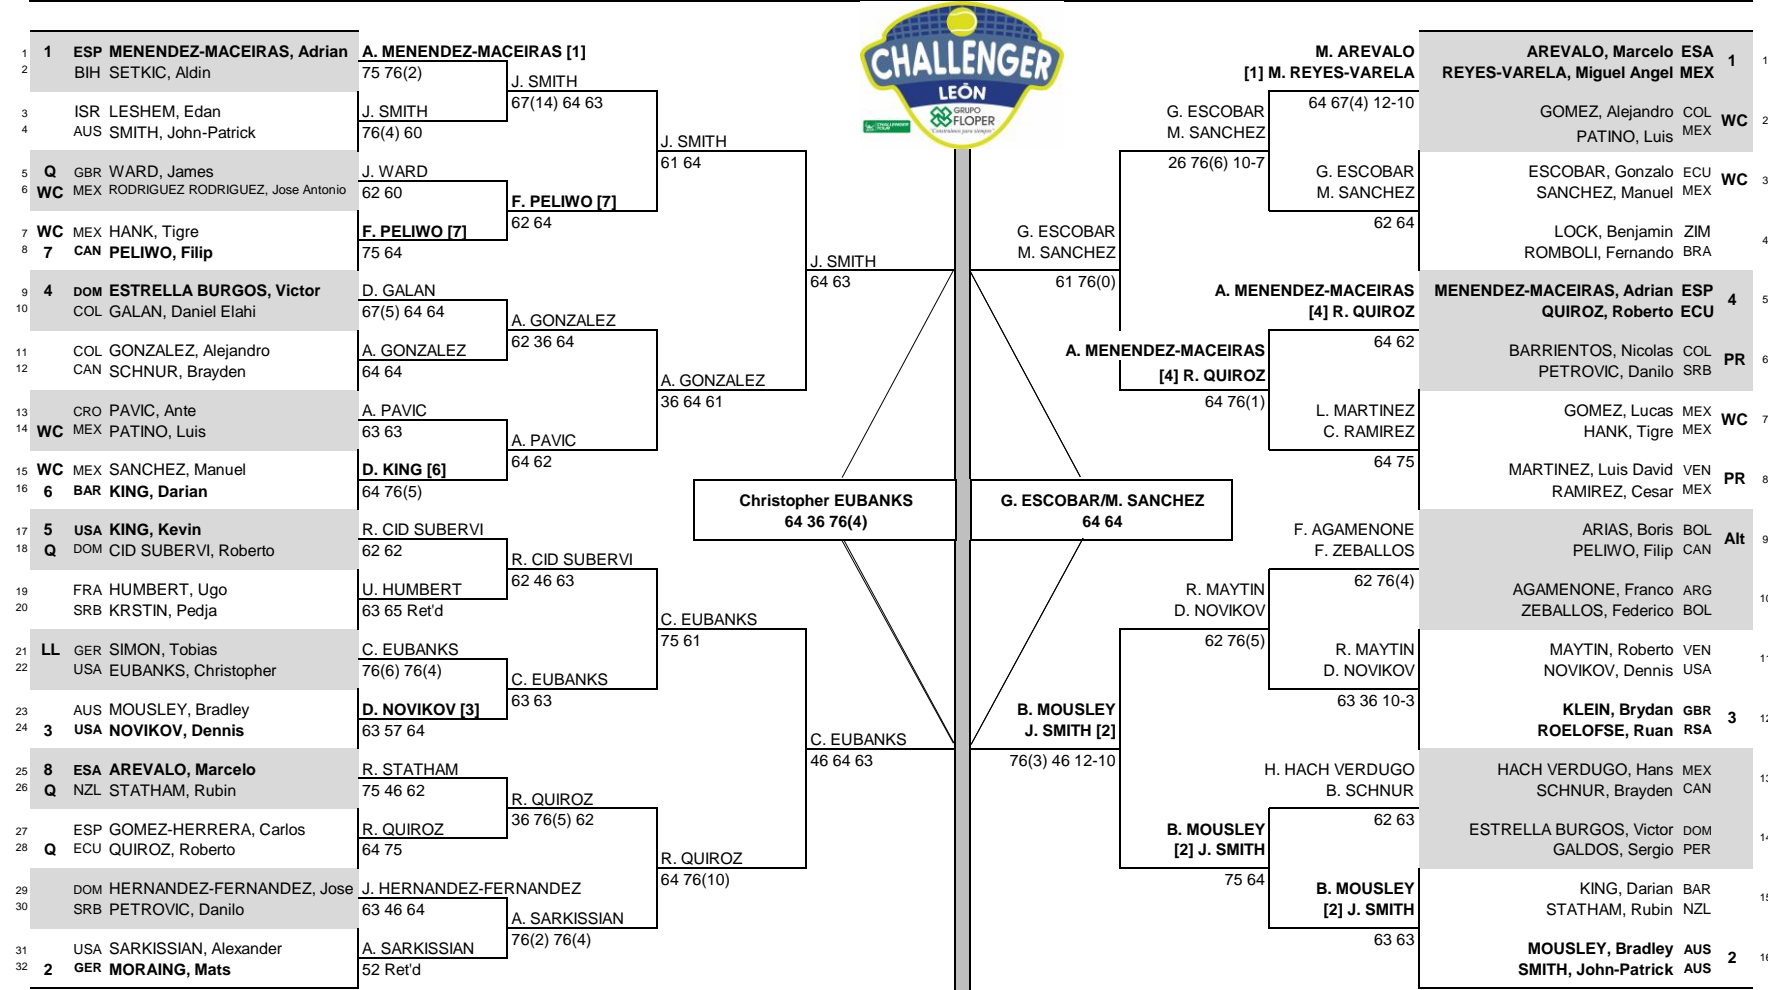 CHALLENGER
LEÓN
GRUPO
FLOPER
"Construimos para siempre"
CHALLENGER
TOUR
1 1 ESP MENENDEZ-MACEIRAS, Adrian
2 BIH SETKIC, Aldin
3 ISR LESHEM, Edan
4 AUS SMITH, John-Patrick
5 Q GBR WARD, James
6 WC MEX RODRIGUEZ RODRIGUEZ, Jose Antonio
7 WC MEX HANK, Tigre
8 7 CAN PELIWO, Filip
9 4 DOM ESTRELLA BURGOS, Victor
10 COL GALAN, Daniel Elahi
11 COL GONZALEZ, Alejandro
12 CAN SCHNUR, Brayden
13 CRO PAVIC, Ante
14 WC MEX PATINO, Luis
15 WC MEX SANCHEZ, Manuel
16 6 BAR KING, Darian
17 5 USA KING, Kevin
18 Q DOM CID SUBERVI, Roberto
19 FRA HUMBERT, Ugo
20 SRB KRSTIN, Pedja
21 LL GER SIMON, Tobias
22 USA EUBANKS, Christopher
23 AUS MOUSLEY, Bradley
24 3 USA NOVIKOV, Dennis
25 8 ESA AREVALO, Marcelo
26 Q NZL STATHAM, Rubin
27 ESP GOMEZ-HERRERA, Carlos
28 Q ECU QUIROZ, Roberto
29 DOM HERNANDEZ-FERNANDEZ, Jose
30 SRB PETROVIC, Danilo
31 USA SARKISSIAN, Alexander
32 2 GER MORAING, Mats
A. MENENDEZ-MACEIRAS [1]
75 76(2)
J. SMITH
76(4) 60
J. WARD
62 60
F. PELIWO [7]
75 64
D. GALAN
67(5) 64 64
A. GONZALEZ
64 64
A. PAVIC
63 63
D. KING [6]
64 76(5)
R. CID SUBERVI
62 62
U. HUMBERT
63 65 Ret'd
C. EUBANKS
76(6) 76(4)
D. NOVIKOV [3]
63 57 64
R. STATHAM
75 46 62
R. QUIROZ
64 75
J. HERNANDEZ-FERNANDEZ
63 46 64
A. SARKISSIAN
52 Ret'd
J. SMITH
67(14) 64 63
F. PELIWO [7]
62 64
A. GONZALEZ
62 36 64
A. PAVIC
64 62
R. CID SUBERVI
62 46 63
C. EUBANKS
63 63
R. QUIROZ
36 76(5) 62
A. SARKISSIAN
76(2) 76(4)
J. SMITH
61 64
A. GONZALEZ
36 64 61
C. EUBANKS
75 61
R. QUIROZ
64 76(10)
J. SMITH
64 63
C. EUBANKS
46 64 63
Christopher EUBANKS
64 36 76(4)
G. ESCOBAR/M. SANCHEZ
64 64
G. ESCOBAR
M. SANCHEZ
61 76(0)
B. MOUSLEY
J. SMITH [2]
76(3) 46 12-10
G. ESCOBAR
M. SANCHEZ
26 76(6) 10-7
A. MENENDEZ-MACEIRAS
[4] R. QUIROZ
64 76(1)
R. MAYTIN
D. NOVIKOV
62 76(5)
B. MOUSLEY
[2] J. SMITH
75 64
M. AREVALO
[1] M. REYES-VARELA
64 67(4) 12-10
G. ESCOBAR
M. SANCHEZ
62 64
A. MENENDEZ-MACEIRAS
[4] R. QUIROZ
64 62
L. MARTINEZ
C. RAMIREZ
64 75
F. AGAMENONE
F. ZEBALLOS
62 76(4)
R. MAYTIN
D. NOVIKOV
63 36 10-3
H. HACH VERDUGO
B. SCHNUR
62 63
B. MOUSLEY
[2] J. SMITH
63 63
AREVALO, Marcelo ESA
REYES-VARELA, Miguel Angel MEX
1 1
GOMEZ, Alejandro COL
PATINO, Luis MEX
WC 2
ESCOBAR, Gonzalo ECU
SANCHEZ, Manuel MEX
WC 3
LOCK, Benjamin ZIM
ROMBOLI, Fernando BRA
4
MENENDEZ-MACEIRAS, Adrian ESP
QUIROZ, Roberto ECU
4 5
BARRIENTOS, Nicolas COL
PETROVIC, Danilo SRB
PR 6
GOMEZ, Lucas MEX
HANK, Tigre MEX
WC 7
MARTINEZ, Luis David VEN
RAMIREZ, Cesar MEX
PR 8
ARIAS, Boris BOL
PELIWO, Filip CAN
Alt 9
AGAMENONE, Franco ARG
ZEBALLOS, Federico BOL
10
MAYTIN, Roberto VEN
NOVIKOV, Dennis USA
11
KLEIN, Brydan GBR
ROELOFSE, Ruan RSA
3 12
HACH VERDUGO, Hans MEX
SCHNUR, Brayden CAN
13
ESTRELLA BURGOS, Victor DOM
GALDOS, Sergio PER
14
KING, Darian BAR
STATHAM, Rubin NZL
15
MOUSLEY, Bradley AUS
SMITH, John-Patrick AUS
2 16